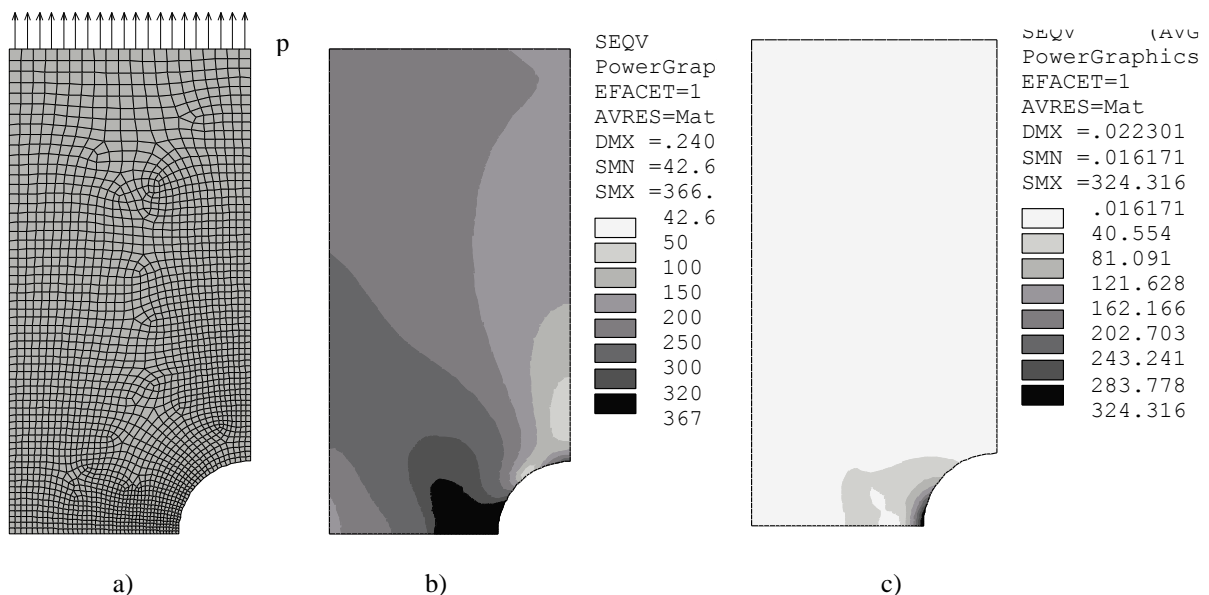 p
SEQV
PowerGrap
EFACET=1
AVRES=Mat
DMX =.240
SMN =42.6
SMX =366.
42.6
50
100
150
200
250
300
320
367
SEQV (AVG
PowerGraphics
EFACET=1
AVRES=Mat
DMX =.022301
SMN =.016171
SMX =324.316
.016171
40.554
81.091
121.628
162.166
202.703
243.241
283.778
324.316
a)
b)
c)